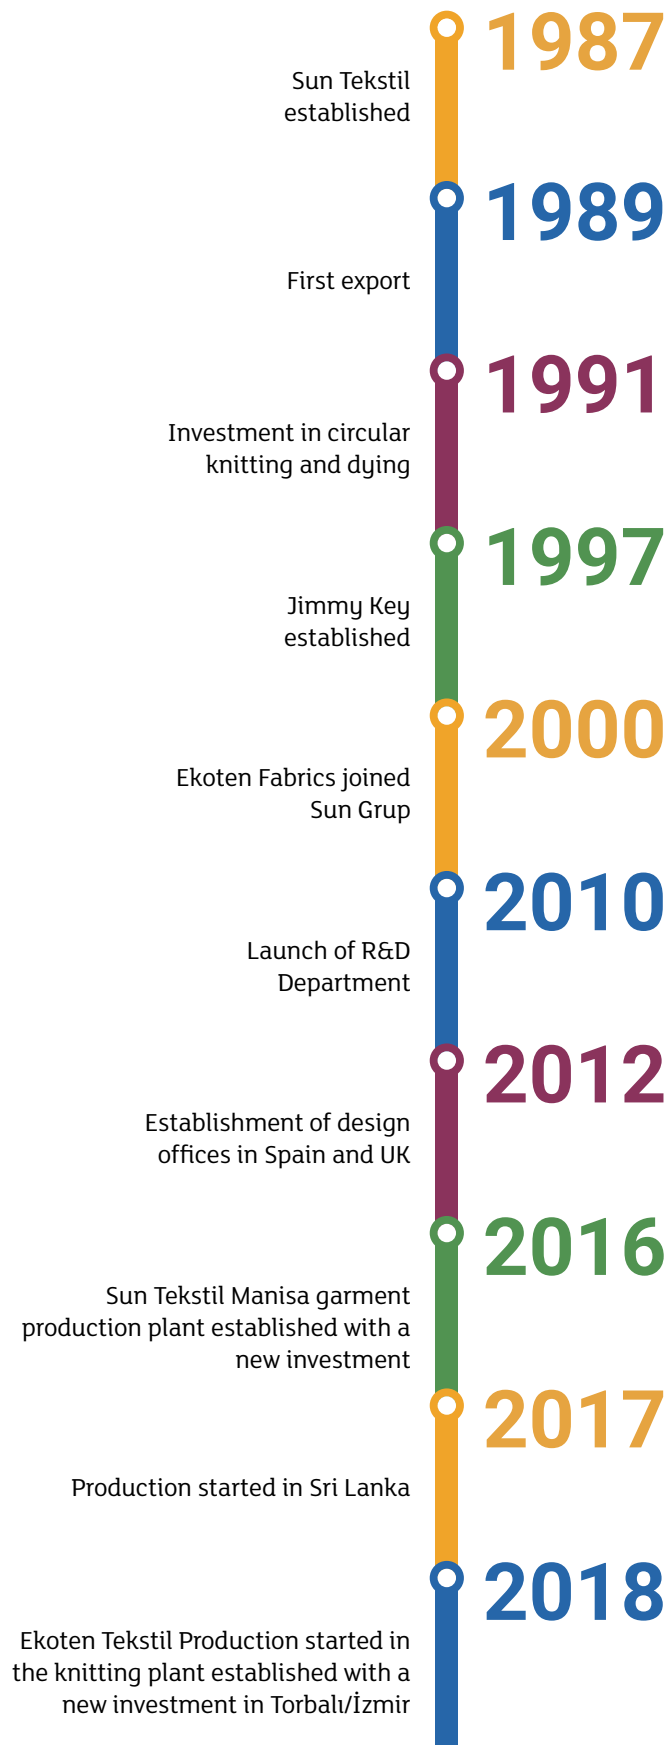 1987
Sun Tekstil
established
1989
First export
1991
Investment in circular
knitting and dying
1997
Jimmy Key
established
2000
Ekoten Fabrics joined
Sun Grup
2010
Launch of R&D
Department
2012
Establishment of design
offices in Spain and UK
2016
Sun Tekstil Manisa garment
production plant established with a
new investment
2017
Production started in Sri Lanka
2018
Ekoten Tekstil Production started in
the knitting plant established with a
new investment in Torbalı/İzmir